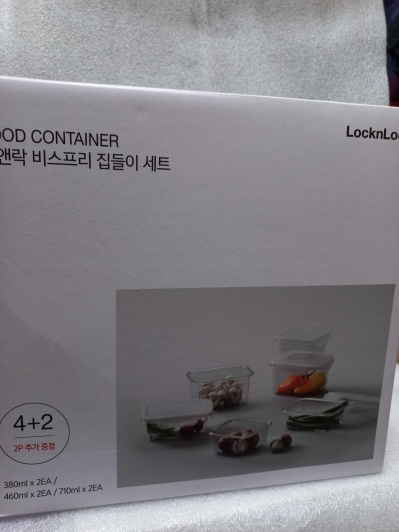 OOD CONTAINER
LocknLoc
앤락 비스프리 집들이 세트
4+2
2P 추가 증정
380ml x 2EA /
460ml x 2EA / 710ml x 2EA